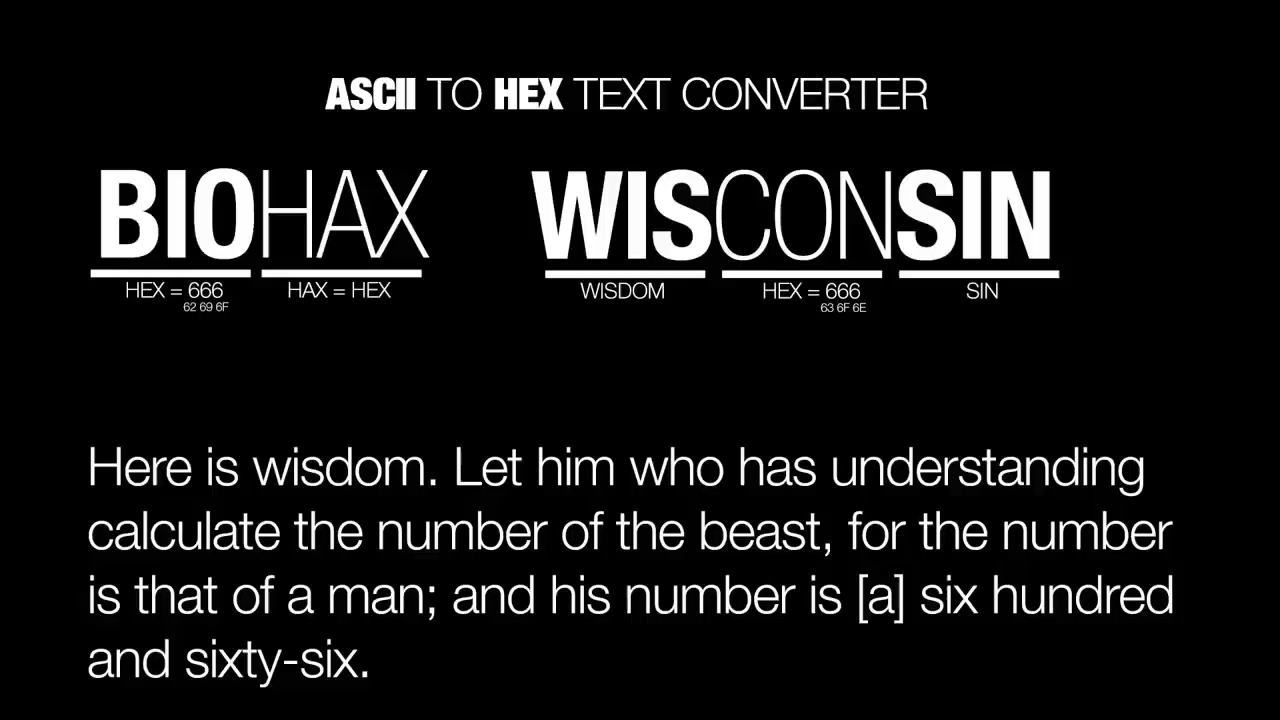 ASCII TO HEX TEXT CONVERTER
BIOHAX WISCONSIN
HEX = 666 HAX = HEX WISDOM HEX = 666 SIN
62 69 6F 63 6F 6E
Here is wisdom. Let him who has understanding
calculate the number of the beast, for the number
is that of a man; and his number is [a] six hundred
and sixty-six.